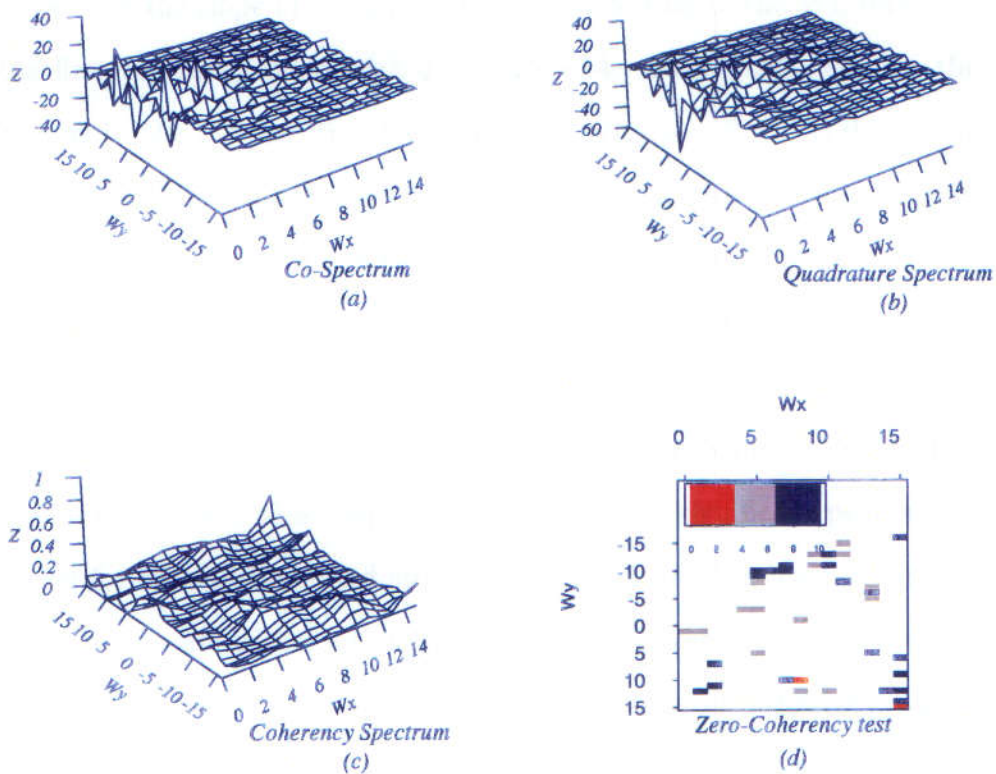 40
20
Z 0
-20
-40
15 10 5 0 -5 -10 -15
Wy
0 2 4 6 8 10 12 14
Wx
Co-Spectrum
(a)
40
20
Z 0
-20
-40
-60
15 10 5 0 -5 -10 -15
Wy
0 2 4 6 8 10 12 14
Wx
Quadrature Spectrum
(b)
1
0.8
0.6
Z 0.4
0.2
0
15 10 5 0 -5 -10 -15
Wy
0 2 4 6 8 10 12 14
Wx
Coherency Spectrum
(c)
Wx
0 5 10 15
0 2 4 6 8 10
-15
-10
-5
Wy 0
5
10
15
Zero-Coherency test
(d)